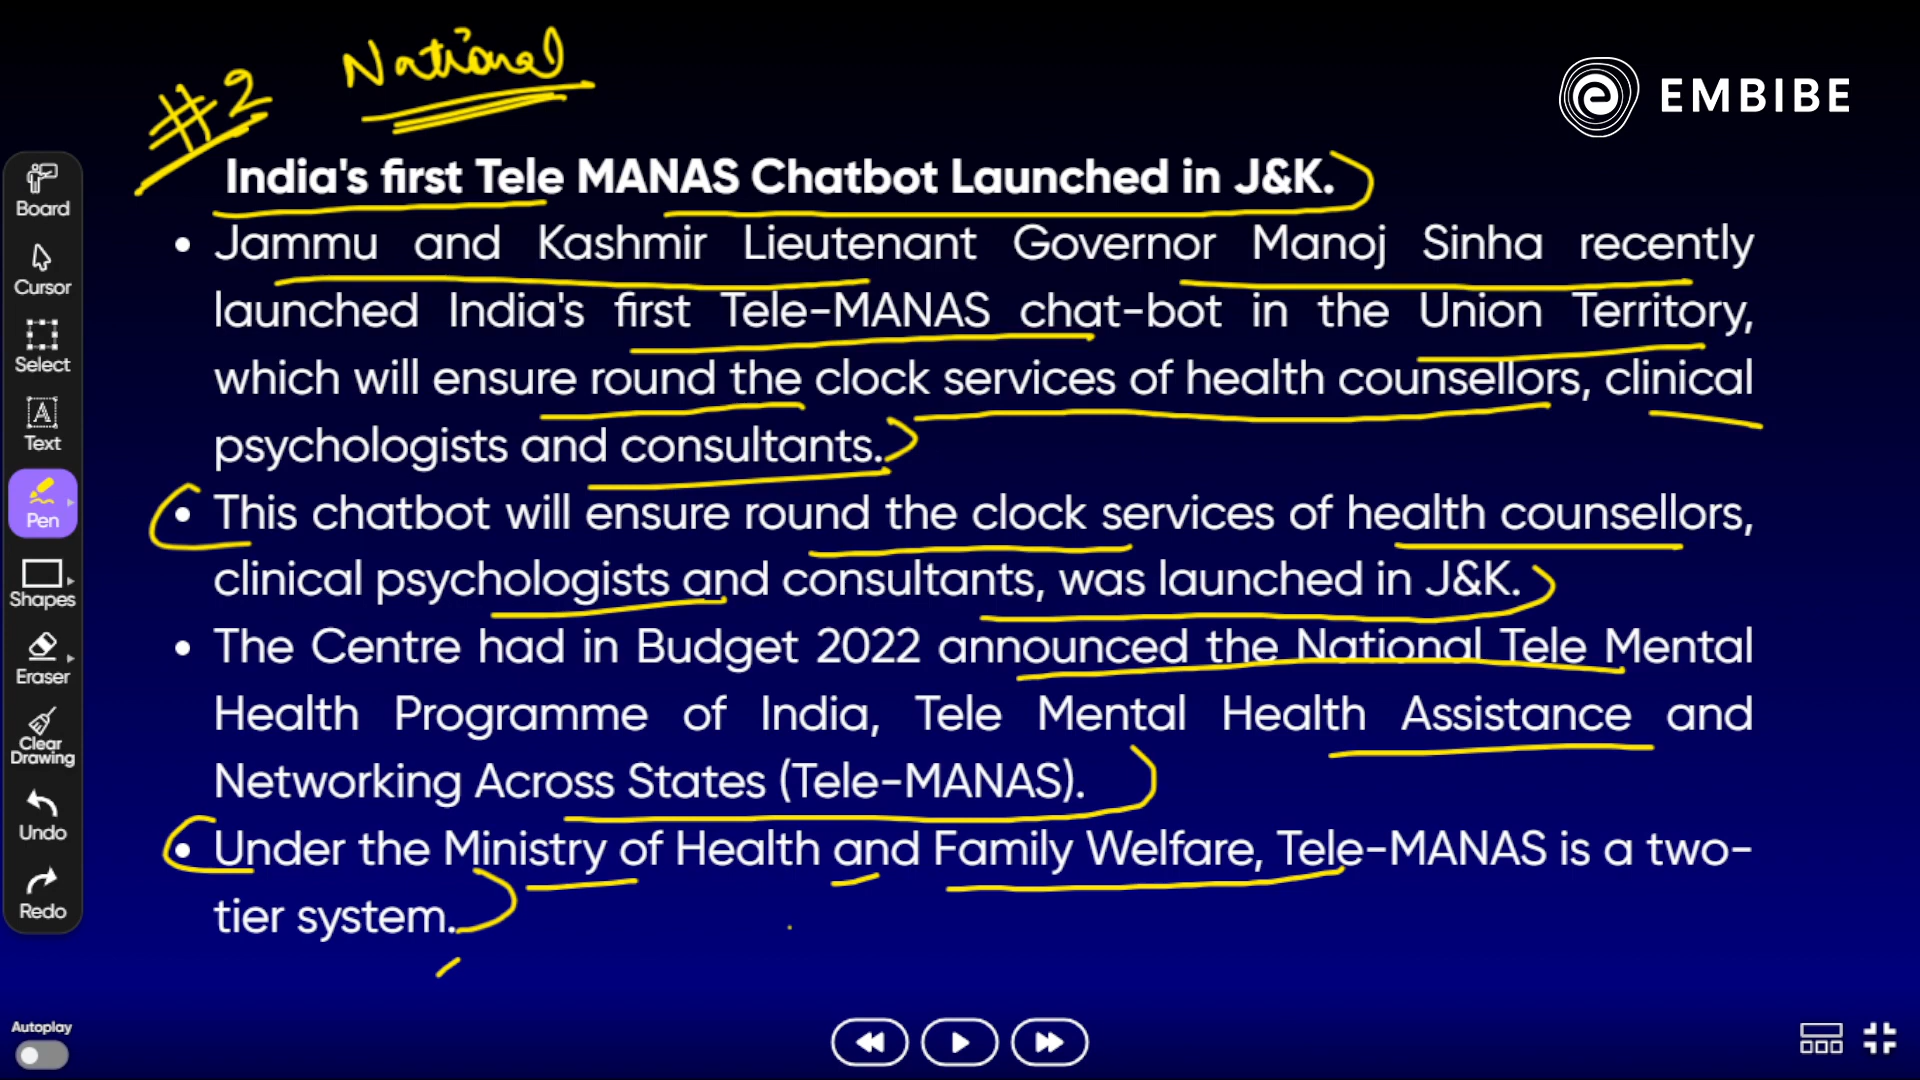 #2 National
EMBIBE
India's first Tele MANAS Chatbot Launched in J&K.
• Jammu and Kashmir Lieutenant Governor Manoj Sinha recently
launched India's first Tele-MANAS chat-bot in the Union Territory,
which will ensure round the clock services of health counsellors, clinical
psychologists and consultants.
• This chatbot will ensure round the clock services of health counsellors,
clinical psychologists and consultants, was launched in J&K.
• The Centre had in Budget 2022 announced the National Tele Mental
Health Programme of India, Tele Mental Health Assistance and
Networking Across States (Tele-MANAS).
• Under the Ministry of Health and Family Welfare, Tele-MANAS is a two-
tier system.
Board
Cursor
Select
Text
Pen
Shapes
Eraser
Clear
Drawing
Undo
Redo
Autoplay